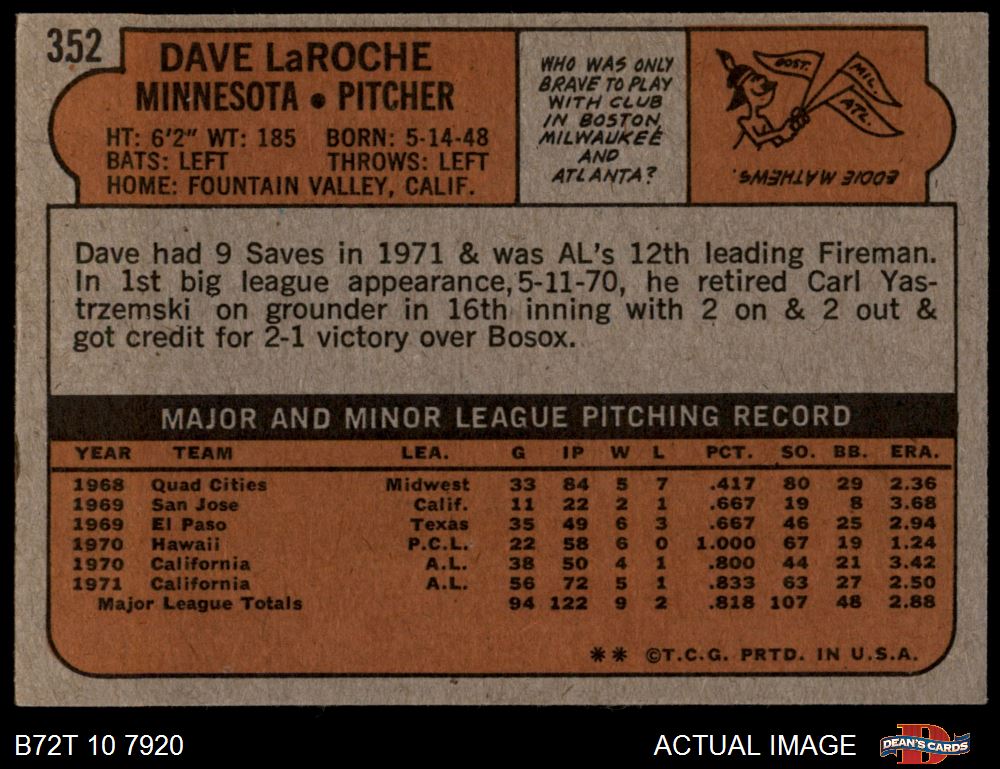 352
DAVE LaROCHE
MINNESOTA • PITCHER
HT: 6'2" WT: 185 BORN: 5-14-48
BATS: LEFT THROWS: LEFT
HOME: FOUNTAIN VALLEY, CALIF.
WHO WAS ONLY
BRAVE TO PLAY
WITH CLUB
IN BOSTON,
MILWAUKEE
AND
ATLANTA?
BOST.
MIL.
ATL.
EDDIE MATHEWS.
Dave had 9 Saves in 1971 & was AL's 12th leading Fireman.
In 1st big league appearance, 5-11-70, he retired Carl Yas-
trzemski on grounder in 16th inning with 2 on & 2 out &
got credit for 2-1 victory over Bosox.
MAJOR AND MINOR LEAGUE PITCHING RECORD
YEAR TEAM LEA. G IP W L PCT. SO. BB. ERA.
1968 Quad Cities Midwest 33 84 5 7 .417 80 29 2.36
1969 San Jose Calif. 11 22 2 1 .667 19 8 3.68
1969 El Paso Texas 35 49 6 3 .667 46 25 2.94
1970 Hawaii P.C.L. 22 58 6 0 1.000 67 19 1.24
1970 California A.L. 38 50 4 1 .800 44 21 3.42
1971 California A.L. 56 72 5 1 .833 63 27 2.50
Major League Totals 94 122 9 2 .818 107 48 2.88
** ©T.C.G. PRTD. IN U.S.A.
B72T 10 7920
ACTUAL IMAGE
D
DEAN'S CARDS